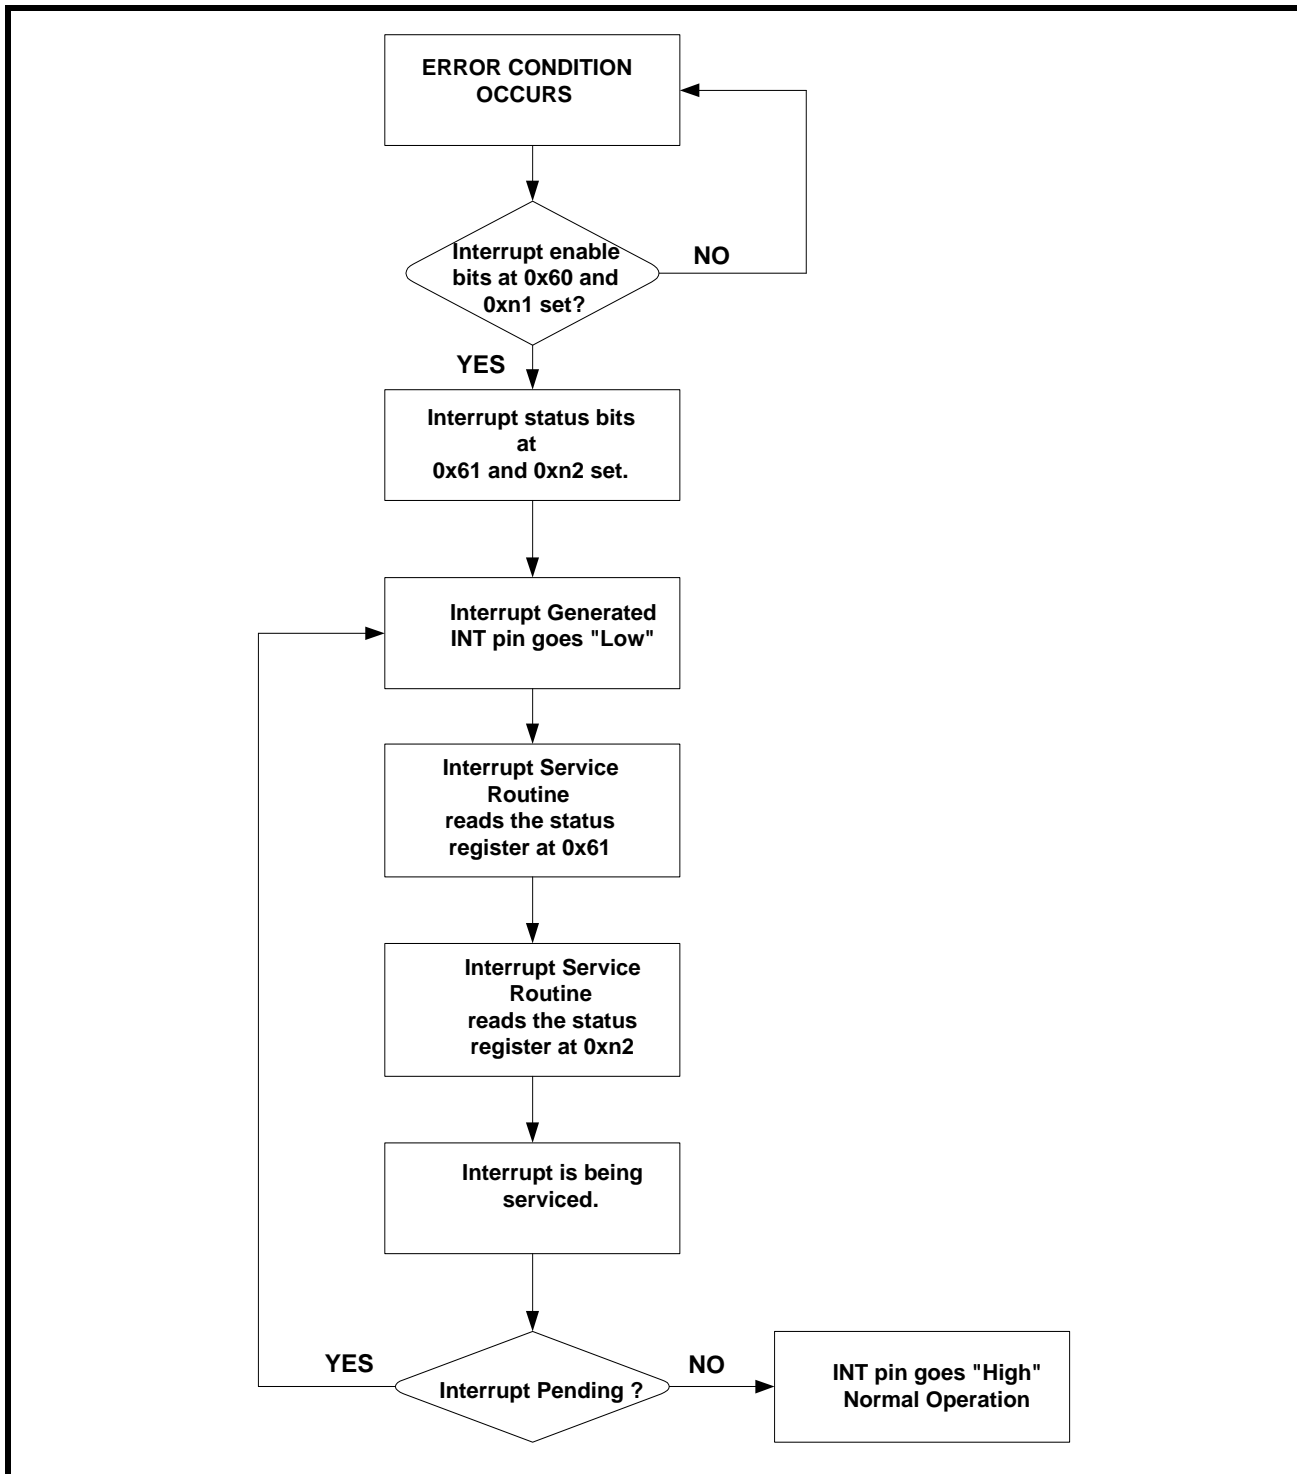 ERROR CONDITION
OCCURS
Interrupt enable
bits at 0x60 and
0xn1 set?
NO
YES
Interrupt status bits
at
0x61 and 0xn2 set.
Interrupt Generated
INT pin goes "Low"
Interrupt Service
Routine
reads the status
register at 0x61
Interrupt Service
Routine
reads the status
register at 0xn2
Interrupt is being
serviced.
YES
Interrupt Pending ?
NO
INT pin goes "High"
Normal Operation